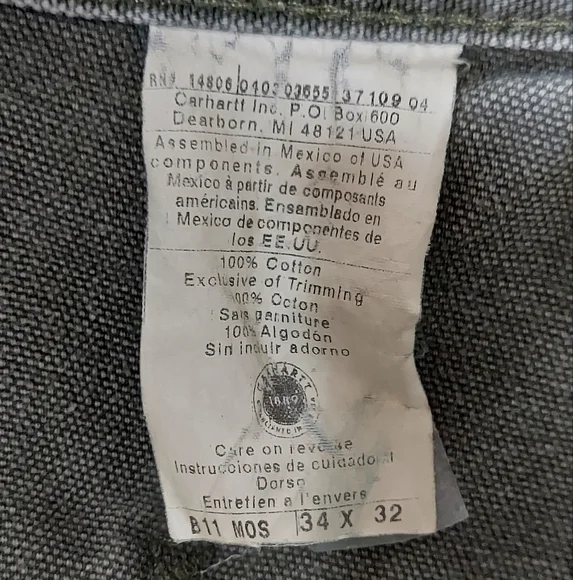 RN# 14806 0103 03655 37109 04
Carhartt Inc. P.O. Box 600
Dearborn, MI 48121 USA
Assembled in Mexico of USA
components. Assemblé au
Mexico à partir de composants
américains. Ensamblado en
Mexico de componentes de
los EE.UU.
100% Cotton
Exclusive of Trimming
100% Octon
Sais garniture
100% Algodón
Sin incluir adorno
CARHARTT
1889
Care on reverse
Instrucciones de cuidado al
Dorso
Entretien a l'envers
B11 MOS 34 X 32